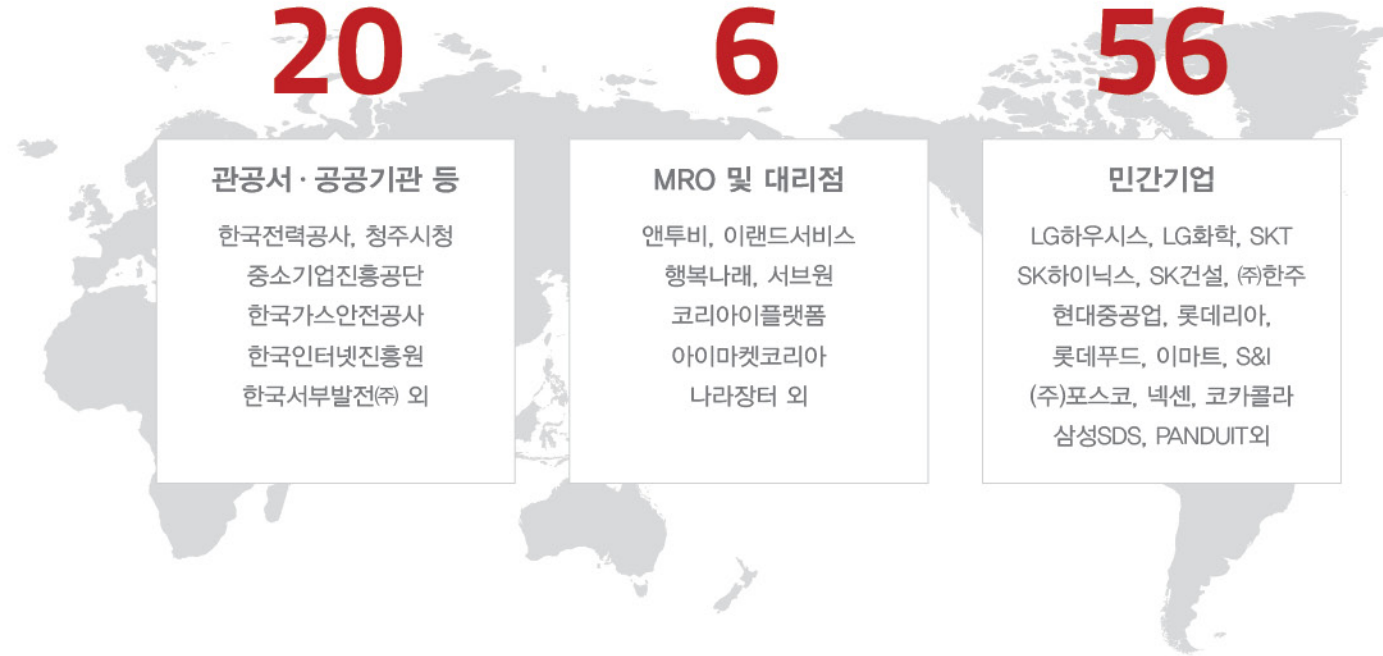 20
관공서 · 공공기관 등
한국전력공사, 청주시청
중소기업진흥공단
한국가스안전공사
한국인터넷진흥원
한국서부발전㈜ 외
6
MRO 및 대리점
앤투비, 이랜드서비스
행복나래, 서브원
코리아이플랫폼
아이마켓코리아
나라장터 외
56
민간기업
LG하우시스, LG화학, SKT
SK하이닉스, SK건설, ㈜한주
현대중공업, 롯데리아,
롯데푸드, 이마트, S&I
(주)포스코, 넥센, 코카콜라
삼성SDS, PANDUIT외